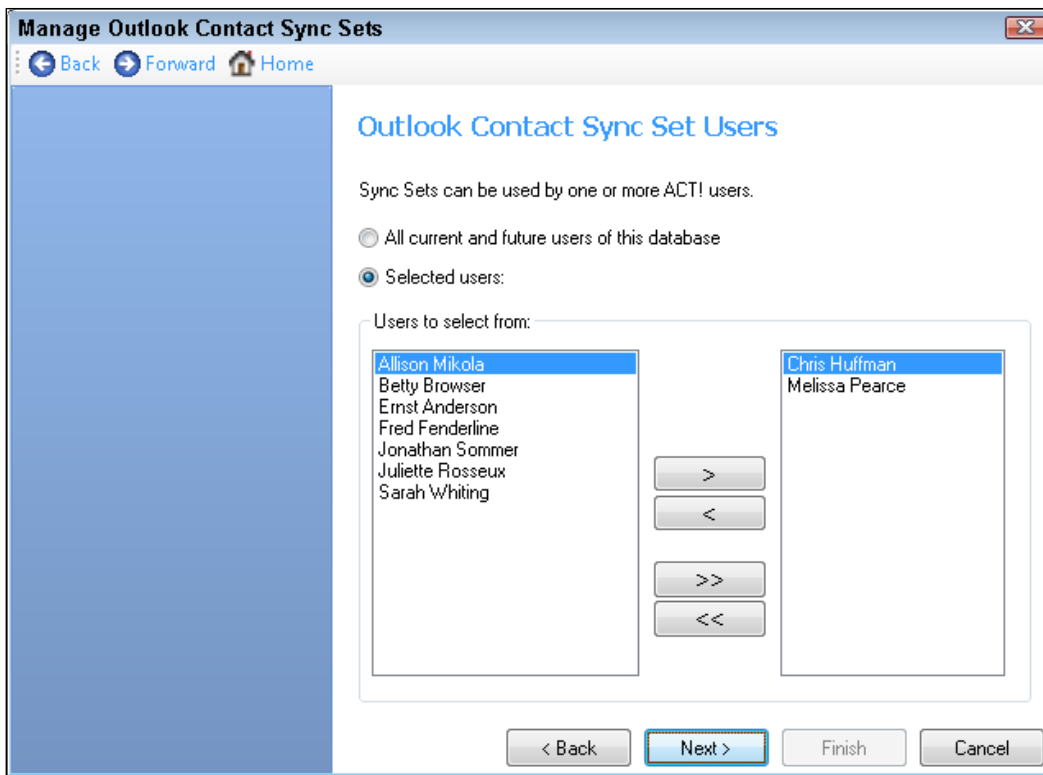 Manage Outlook Contact Sync Sets
Back Forward Home
Outlook Contact Sync Set Users
Sync Sets can be used by one or more ACT! users.
All current and future users of this database
Selected users:
Users to select from:
Allison Mikola
Betty Browser
Ernst Anderson
Fred Fenderline
Jonathan Sommer
Juliette Rosseux
Sarah Whiting
>
<
>>
<<
Chris Huffman
Melissa Pearce
< Back Next > Finish Cancel